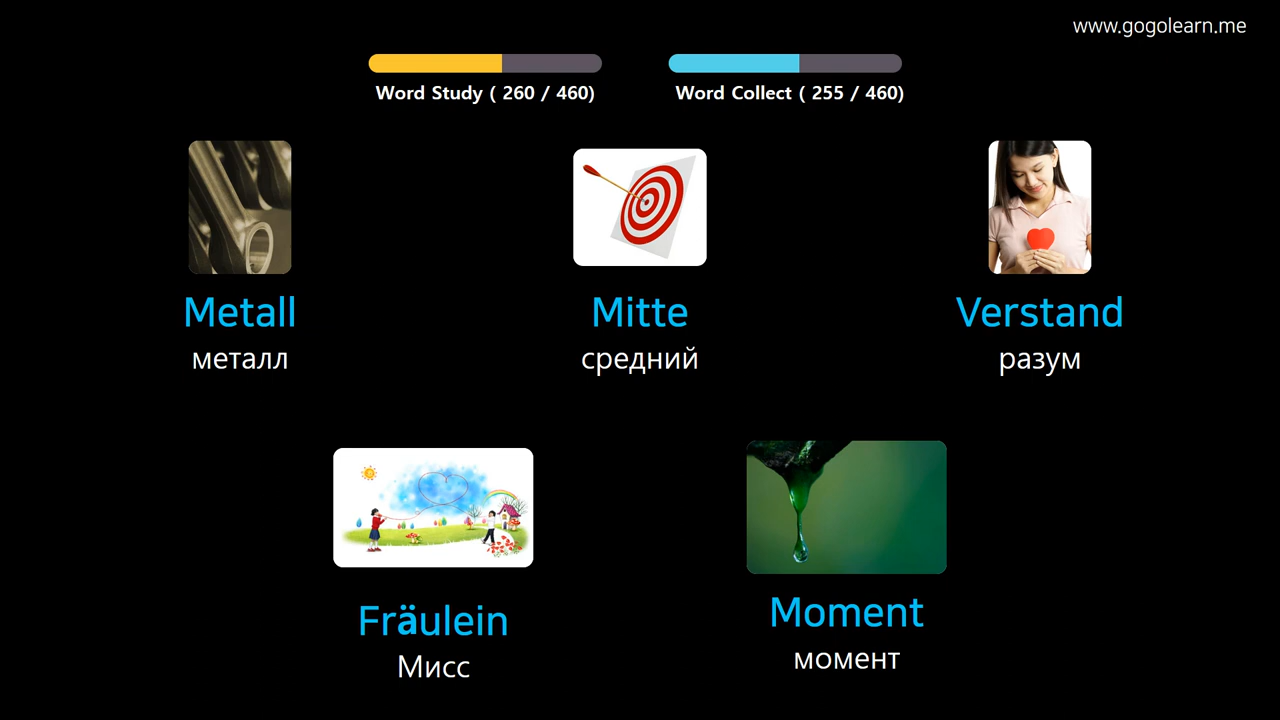 www.gogolearn.me
Word Study ( 260 / 460)
Word Collect ( 255 / 460)
Metall
металл
Mitte
средний
Verstand
разум
Fräulein
Мисс
Moment
момент